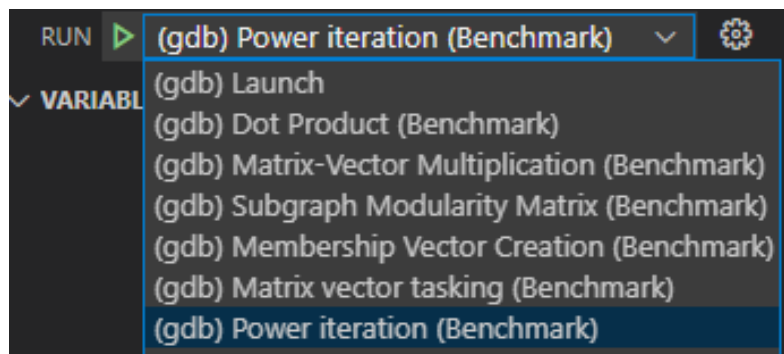 RUN (gdb) Power iteration (Benchmark)
(gdb) Launch
VARIABL
(gdb) Dot Product (Benchmark)
(gdb) Matrix-Vector Multiplication (Benchmark)
(gdb) Subgraph Modularity Matrix (Benchmark)
(gdb) Membership Vector Creation (Benchmark)
(gdb) Matrix vector tasking (Benchmark)
(gdb) Power iteration (Benchmark)